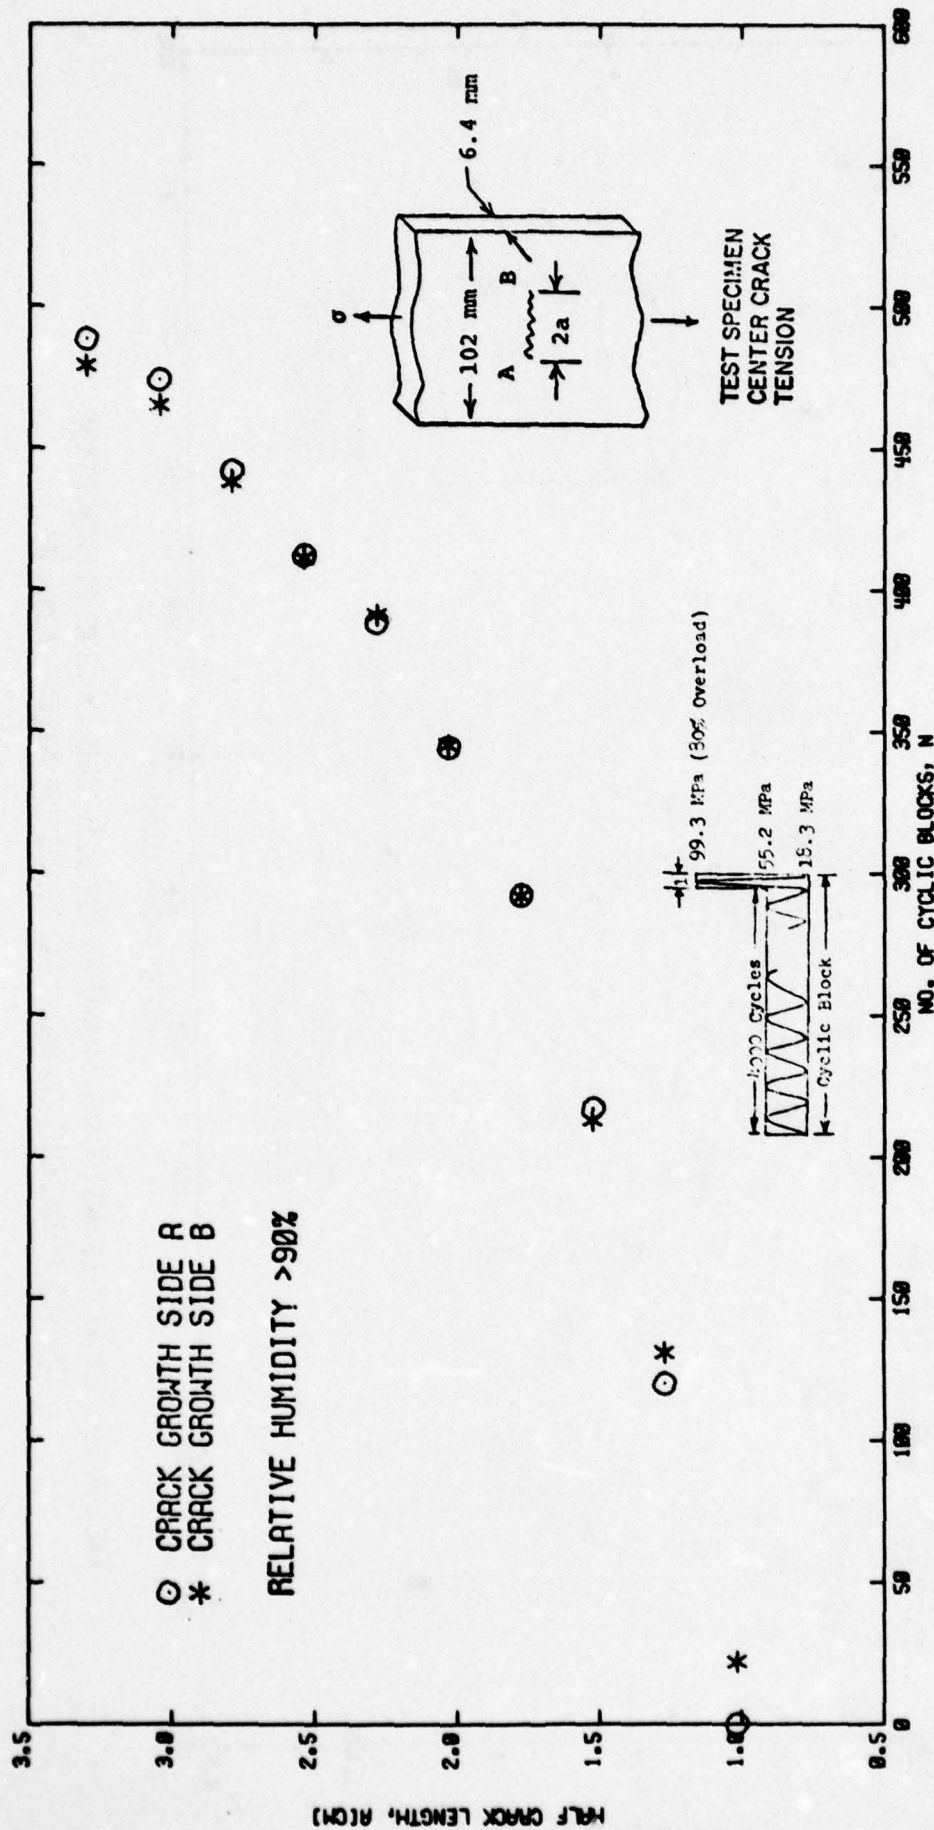 ⊙ CRACK GROWTH SIDE A
* CRACK GROWTH SIDE B
RELATIVE HUMIDITY >90%
HALF CRACK LENGTH, A(CM)
3.5
3.0
2.5
2.0
1.5
1.0
0.5
0
50
100
150
200
250
300
350
400
450
500
550
600
NO. OF CYCLIC BLOCKS, N
Cycles
Cyclic Block
1
99.3 MPa (80% Overload)
55.2 MPa
MPa
σ
102 mm
6.4 mm
A
B
2a
TEST SPECIMEN
CENTER CRACK
TENSION